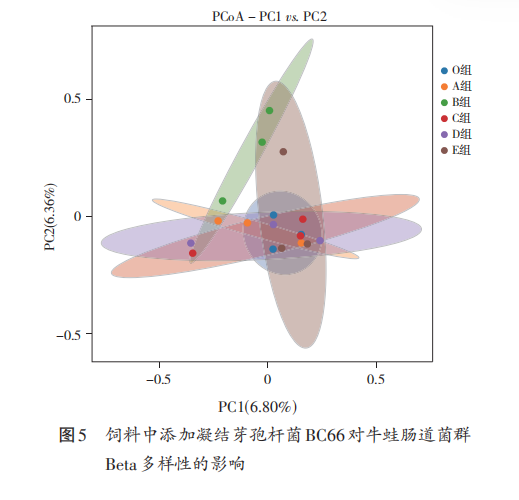 PCoA – PC1 vs. PC2
O组
A组
B组
C组
D组
E组
0.5
0
−0.5
PC2(6.36%)
−0.5
0
0.5
PC1(6.80%)
图5 饲料中添加凝结芽孢杆菌BC66对牛蛙肠道菌群
Beta多样性的影响